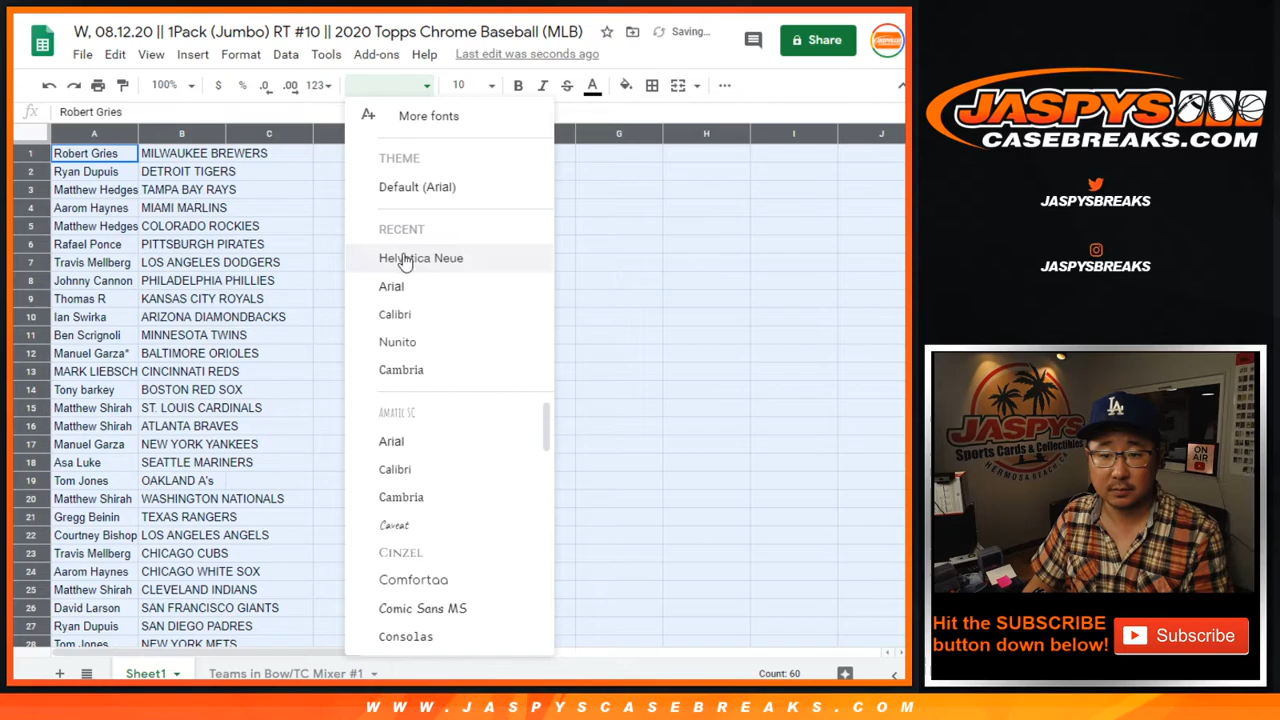 W, 08.12.20 || 1Pack (Jumbo) RT #10 || 2020 Topps Chrome Baseball (MLB)
Saving...
Share
File Edit View Insert Format Data Tools Add-ons Help Last edit was seconds ago
100% $ % .0 .00 123 10 B I S A
fx Robert Gries
A B C G H I J
1 Robert Gries MILWAUKEE BREWERS
2 Ryan Dupuis DETROIT TIGERS
3 Matthew Hedges TAMPA BAY RAYS
4 Aarom Haynes MIAMI MARLINS
5 Matthew Hedges COLORADO ROCKIES
6 Rafael Ponce PITTSBURGH PIRATES
7 Travis Mellberg LOS ANGELES DODGERS
8 Johnny Cannon PHILADELPHIA PHILLIES
9 Thomas R KANSAS CITY ROYALS
10 Ian Swirka ARIZONA DIAMONDBACKS
11 Ben Scrignoli MINNESOTA TWINS
12 Manuel Garza* BALTIMORE ORIOLES
13 MARK LIEBSCH CINCINNATI REDS
14 Tony barkey BOSTON RED SOX
15 Matthew Shirah ST. LOUIS CARDINALS
16 Matthew Shirah ATLANTA BRAVES
17 Manuel Garza NEW YORK YANKEES
18 Asa Luke SEATTLE MARINERS
19 Tom Jones OAKLAND A's
20 Matthew Shirah WASHINGTON NATIONALS
21 Gregg Beinin TEXAS RANGERS
22 Courtney Bishop LOS ANGELES ANGELS
23 Travis Mellberg CHICAGO CUBS
24 Aarom Haynes CHICAGO WHITE SOX
25 Matthew Shirah CLEVELAND INDIANS
26 David Larson SAN FRANCISCO GIANTS
27 Ryan Dupuis SAN DIEGO PADRES
28 Tom Jones NEW YORK METS
More fonts
THEME
Default (Arial)
RECENT
Helvetica Neue
Arial
Calibri
Nunito
Cambria
AMATIC SC
Arial
Calibri
Cambria
Caveat
CINZEL
Comfortaa
Comic Sans MS
Consolas
Sheet1
Teams in Bow/TC Mixer #1
Count: 60
JASPYS
CASEBREAKS.COM
JASPYSBREAKS
JASPYSBREAKS
JASPYS
Sports Cards & Collectibles
HERMOSA BEACH, CA
LA
ON AIR
Hit the SUBSCRIBE
button down below!
Subscribe
WWW.JASPYSCASEBREAKS.COM